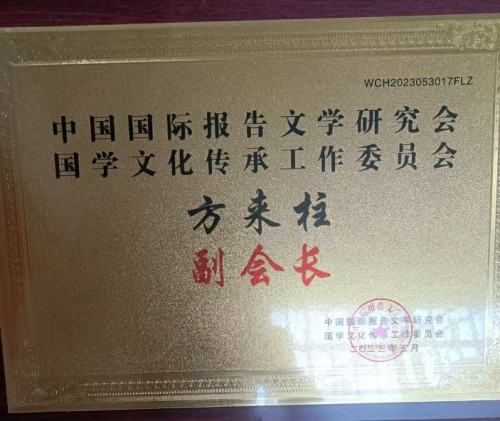 WCH2023053017FLZ
中国国际报告文学研究会
国学文化传承工作委员会
方来柱
副会长
中国国际报告文学研究会
国学文化传承工作委员会
二〇二三年五月